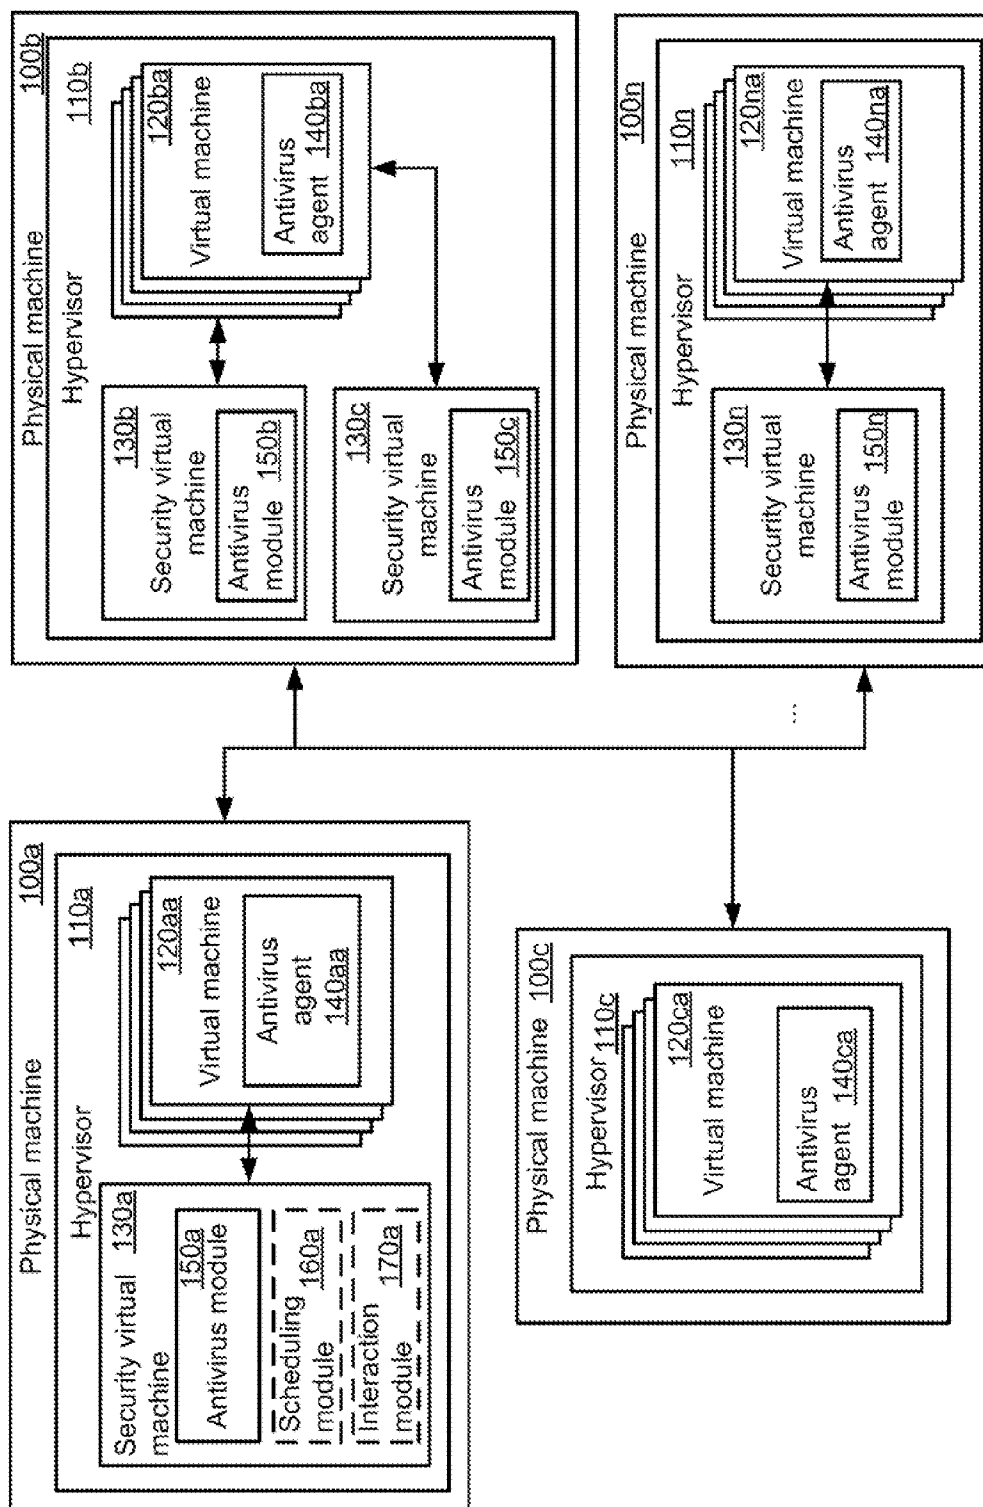 Physical machine 100a
Hypervisor 110a
Security virtual 130a
machine
150a
Antivirus module
Scheduling
module 160a
Interaction
module 170a
120aa
Virtual machine
Antivirus
agent
140aa
Physical machine 100b
Hypervisor 110b
130b
Security virtual
machine
Antivirus
module 150b
130c
Security virtual
machine
Antivirus
module 150c
120ba
Virtual machine
Antivirus
agent 140ba
Physical machine 100c
Hypervisor 110c
120ca
Virtual machine
Antivirus
agent 140ca
...
Physical machine 100n
Hypervisor 110n
130n
Security virtual
machine
Antivirus
module 150n
120na
Virtual machine
Antivirus
agent 140na